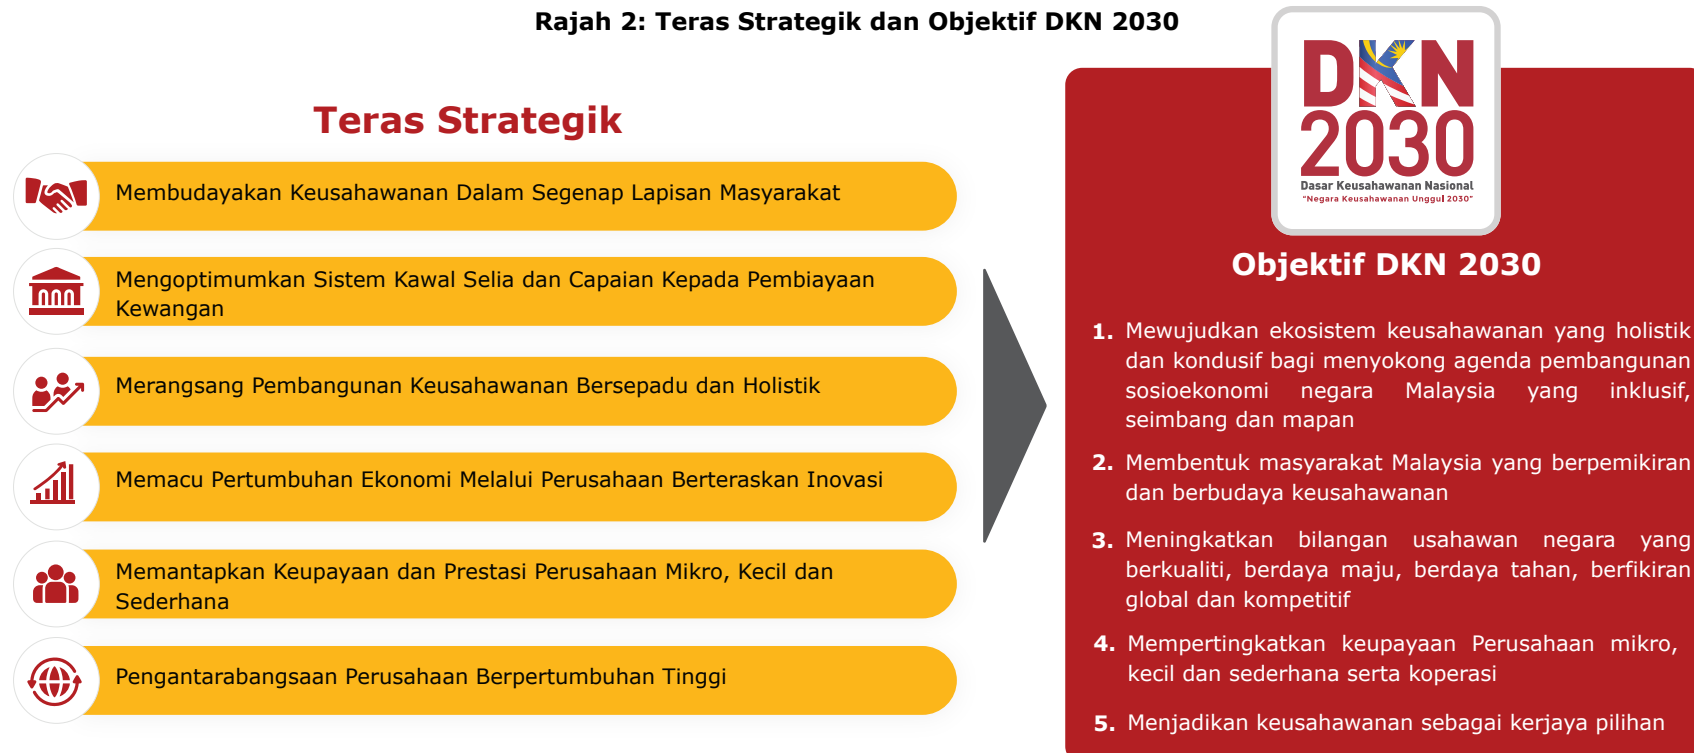 Rajah 2: Teras Strategik dan Objektif DKN 2030
Teras Strategik
Membudayakan Keusahawanan Dalam Segenap Lapisan Masyarakat
Mengoptimumkan Sistem Kawal Selia dan Capaian Kepada Pembiayaan
Kewangan
Merangsang Pembangunan Keusahawanan Bersepadu dan Holistik
Memacu Pertumbuhan Ekonomi Melalui Perusahaan Berteraskan Inovasi
Memantapkan Keupayaan dan Prestasi Perusahaan Mikro, Kecil dan
Sederhana
Pengantarabangsaan Perusahaan Berpertumbuhan Tinggi
DKN
2030
Dasar Keusahawanan Nasional
"Negara Keusahawanan Unggul 2030"
Objektif DKN 2030
1. Mewujudkan ekosistem keusahawanan yang holistik
dan kondusif bagi menyokong agenda pembangunan
sosioekonomi negara Malaysia yang inklusif,
seimbang dan mapan
2. Membentuk masyarakat Malaysia yang berpemikiran
dan berbudaya keusahawanan
3. Meningkatkan bilangan usahawan negara yang
berkualiti, berdaya maju, berdaya tahan, berfikiran
global dan kompetitif
4. Mempertingkatkan keupayaan Perusahaan mikro,
kecil dan sederhana serta koperasi
5. Menjadikan keusahawanan sebagai kerjaya pilihan